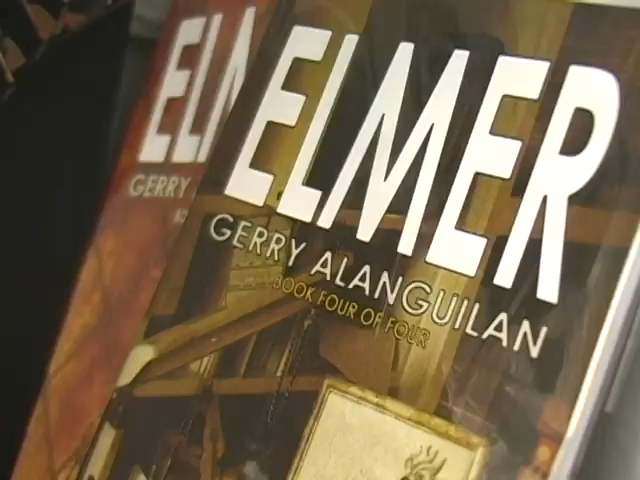 ELMER
GERRY ALANGUILAN
BOOK FOUR OF FOUR
EL
GERRY